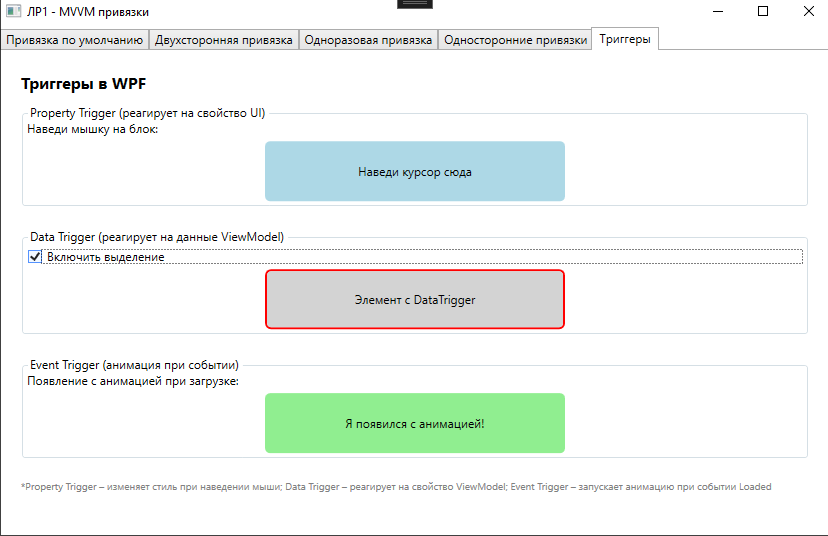 ЛР1 - MVVM привязки
Привязка по умолчанию Двухсторонняя привязка Одноразовая привязка Односторонние привязки Триггеры
Триггеры в WPF
Property Trigger (реагирует на свойство UI)
Наведи мышку на блок:
Наведи курсор сюда
Data Trigger (реагирует на данные ViewModel)
Включить выделение
Элемент с DataTrigger
Event Trigger (анимация при событии)
Появление с анимацией при загрузке:
Я появился с анимацией!
*Property Trigger – изменяет стиль при наведении мыши; Data Trigger – реагирует на свойство ViewModel; Event Trigger – запускает анимацию при событии Loaded